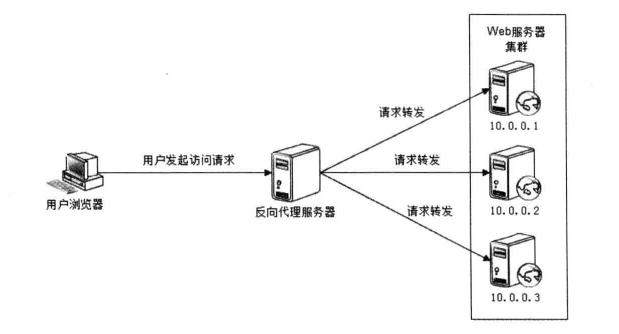 Web服务器
集群
请求转发
10.0.0.1
用户发起访问请求
请求转发
用户浏览器
反向代理服务器
10.0.0.2
请求转发
10.0.0.3